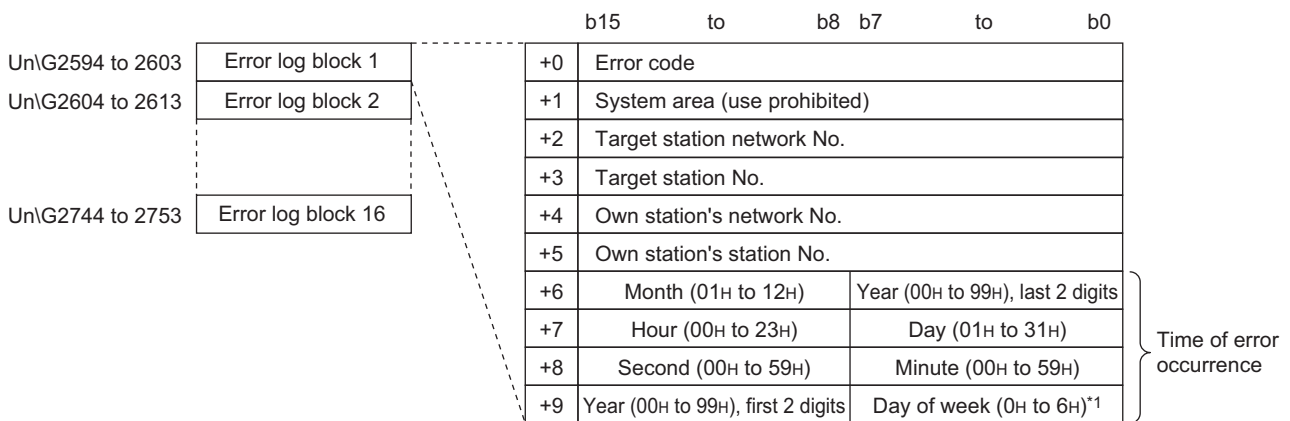 b15 to b8 b7 to b0
Un\G2594 to 2603 Error log block 1 +0 Error code
Un\G2604 to 2613 Error log block 2 +1 System area (use prohibited)
+2 Target station network No.
+3 Target station No.
Un\G2744 to 2753 Error log block 16 +4 Own station's network No.
+5 Own station's station No.
+6 Month (01H to 12H) Year (00H to 99H), last 2 digits
+7 Hour (00H to 23H) Day (01H to 31H)
+8 Second (00H to 59H) Minute (00H to 59H)
+9 Year (00H to 99H), first 2 digits Day of week (0H to 6H)*1
Time of error
occurrence